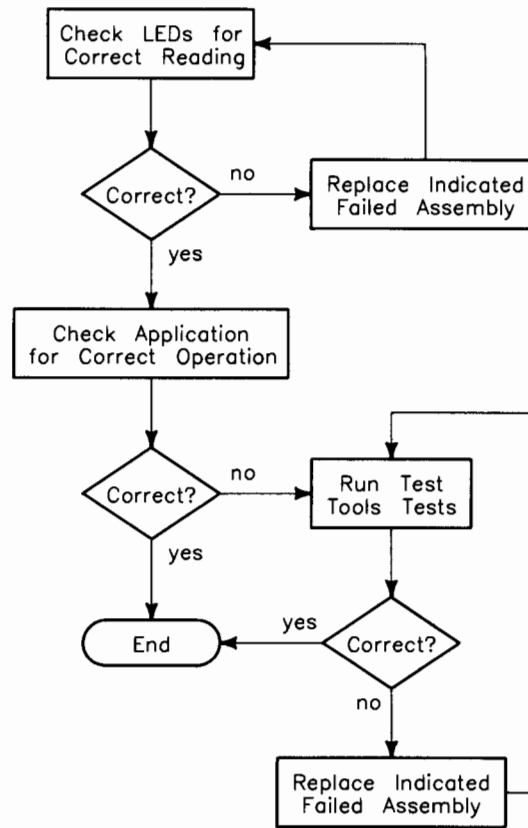 Check LEDs for
Correct Reading
Correct?
no
Replace Indicated
Failed Assembly
yes
Check Application
for Correct Operation
Correct?
no
Run Test
Tools Tests
yes
End
yes
Correct?
no
Replace Indicated
Failed Assembly